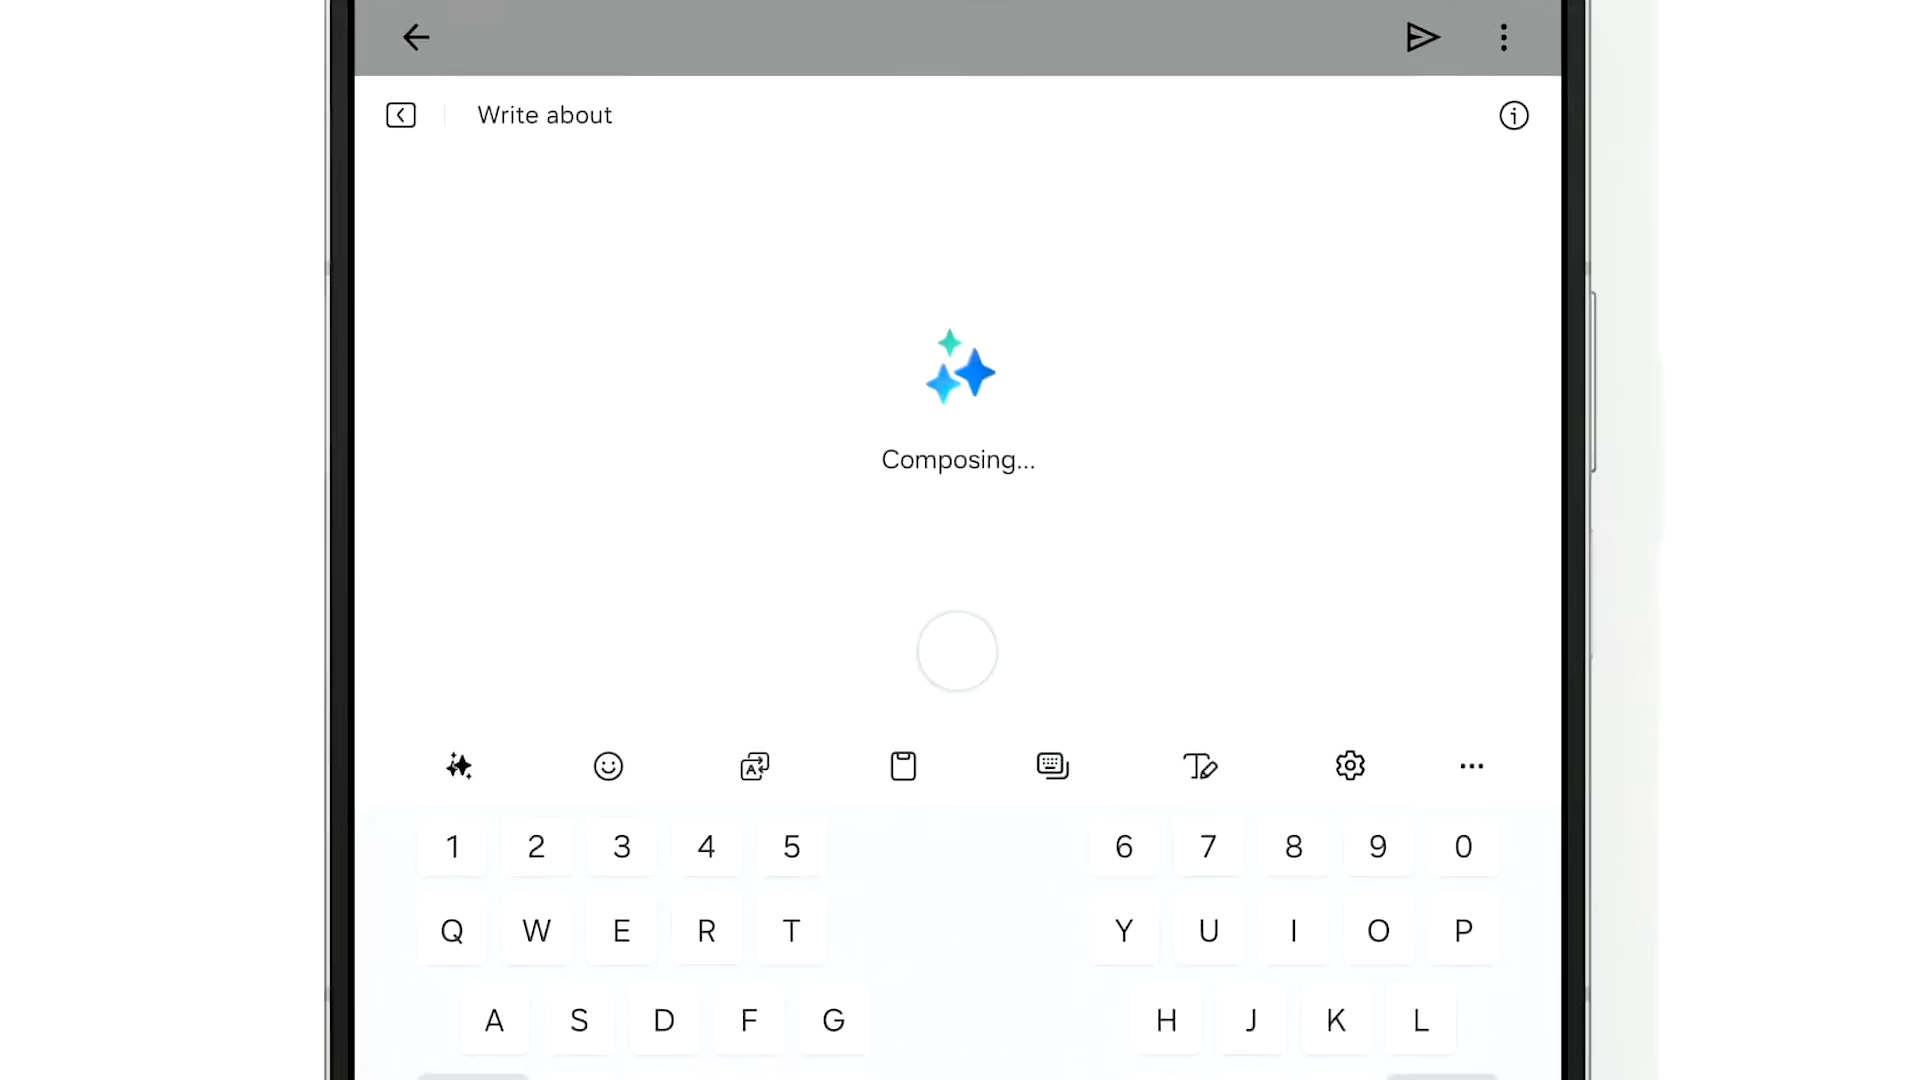 Write about
Composing...
1 2 3 4 5 6 7 8 9 0
Q W E R T Y U I O P
A S D F G H J K L